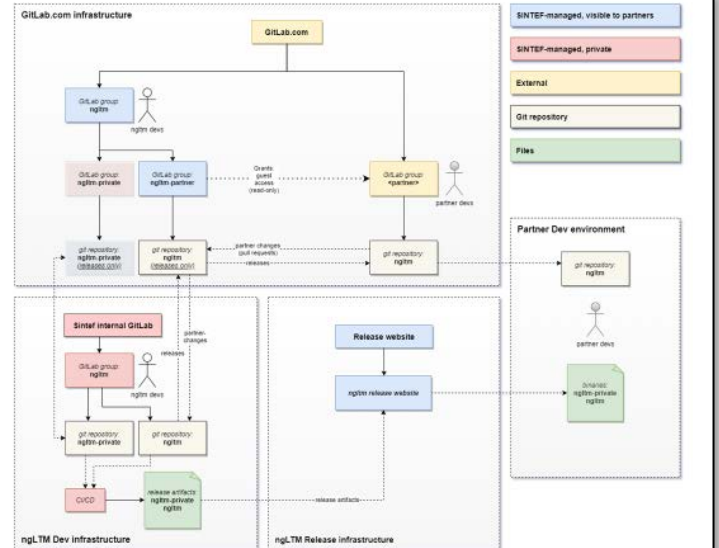 GitLab.com infrastructure
GitLab.com
GitLab group:
ngltm
ngltm devs
GitLab group:
ngltm-private
GitLab group:
ngltm-partner
Grants
guest
access
(read-only)
GitLab group:
<partner>
partner devs
git repository:
ngltm-private
(releases only)
git repository:
ngltm
(releases only)
partner changes
(pull requests)
releases
git repository:
ngltm
SINTEF-managed, visible to partners
SINTEF-managed, private
External
Git repository
Files
Partner Dev environment
git repository:
ngltm
partner devs
binaries:
ngltm-private
ngltm
Sintef internal GitLab
GitLab group:
ngltm
ngltm devs
releases
partner
changes
git repository:
ngltm-private
git repository:
ngltm
CI/CD
release artifacts:
ngltm-private
ngltm
ngLTM Dev infrastructure
Release website
ngltm release website
release artifacts
ngLTM Release infrastructure